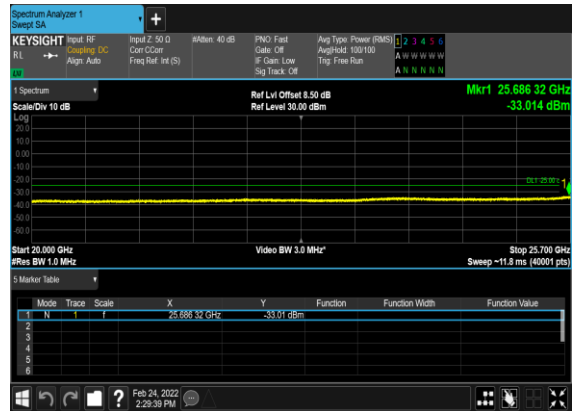 Spectrum Analyzer 1
Swept SA
+
KEYSIGHT Input: RF Input Z: 50 Ω #Atten: 40 dB PNO: Fast Avg Type: Power (RMS) 1 2 3 4 5 6
RL Coupling: DC Corr CCorr Gate: Off Avg|Hold: 100/100 A W W W W W
Align: Auto Freq Ref: Int (S) IF Gain: Low Trig: Free Run A N N N N N
Sig Track: Off
1 Spectrum Ref Lvl Offset 8.50 dB Mkr1 25.686 32 GHz
Scale/Div 10 dB Ref Level 30.00 dBm -33.014 dBm
Log
20.0
10.0
0.00
-10.0
-20.0 DL1 -25.00 1
-30.0
-40.0
-50.0
-60.0
Start 20.000 GHz Video BW 3.0 MHz* Stop 25.700 GHz
#Res BW 1.0 MHz Sweep ~11.8 ms (40001 pts)
5 Marker Table
Mode Trace Scale X Y Function Function Width Function Value
1 N 1 f 25.686 32 GHz -33.01 dBm
2
3
4
5
6
? Feb 24, 2022
2:29:39 PM